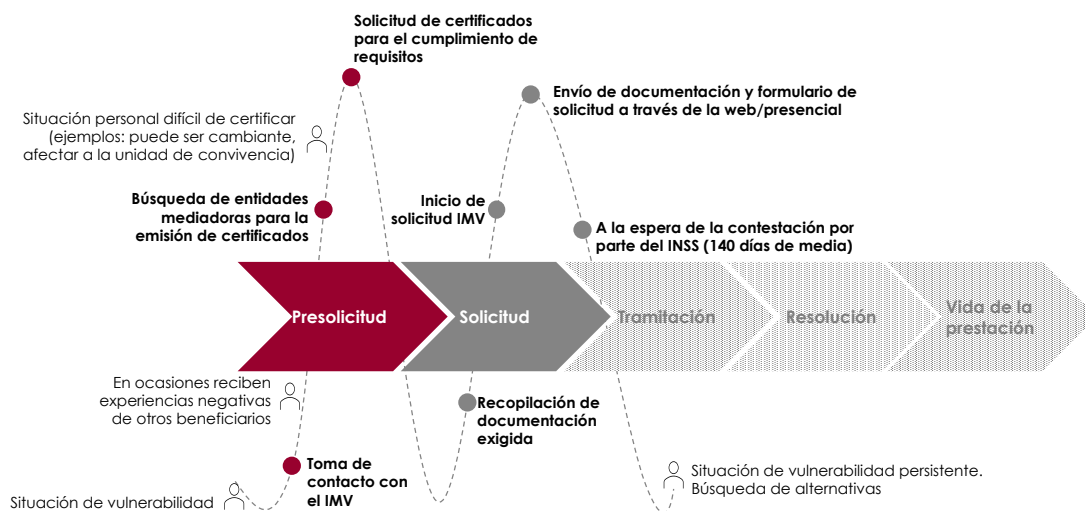 Solicitud de certificados
para el cumplimiento de
requisitos
Envío de documentación y formulario de
solicitud a través de la web/presencial
Situación personal difícil de certificar
(ejemplos: puede ser cambiante,
afectar a la unidad de convivencia)
Búsqueda de entidades
mediadoras para la
emisión de certificados
Inicio de
solicitud IMV
A la espera de la contestación por
parte del INSS (140 días de media)
Presolicitud
Solicitud
Tramitación
Resolución
Vida de la
prestación
En ocasiones reciben
experiencias negativas
de otros beneficiarios
Recopilación de
documentación
exigida
Toma de
contacto con
el IMV
Situación de vulnerabilidad
Situación de vulnerabilidad persistente.
Búsqueda de alternativas